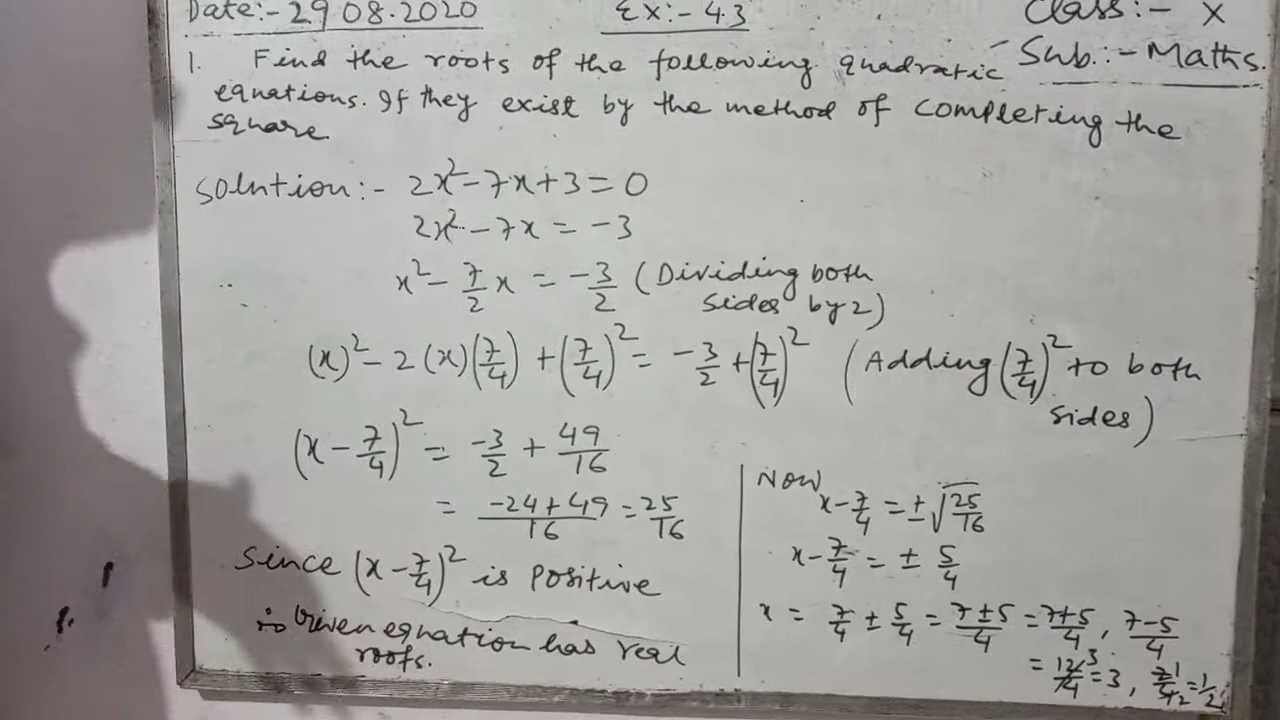 Date:- 29 08.2020 Ex:- 4.3 Class:- X
Sub.:- Maths.
1. Find the roots of the following quadratic
equations. If they exist by the method of completing the
square
Solution:- 2x² - 7x + 3 = 0
2x² - 7x = -3
x² - 7/2 x = -3/2 (Dividing both
sides by 2)
(x)² - 2(x)(7/4) + (7/4)² = -3/2 + (7/4)² (Adding (7/4)² to both
sides)
(x - 7/4)² = -3/2 + 49/16
= -24+49/16 = 25/16
Since (x - 7/4)² is Positive
∴ Given equation has real
roots.
Now
x - 7/4 = ± √25/16
x - 7/4 = ± 5/4
x = 7/4 ± 5/4 = 7±5/4 = 7+5/4, 7-5/4
= 12/4 = 3, 2/4 = 1/2